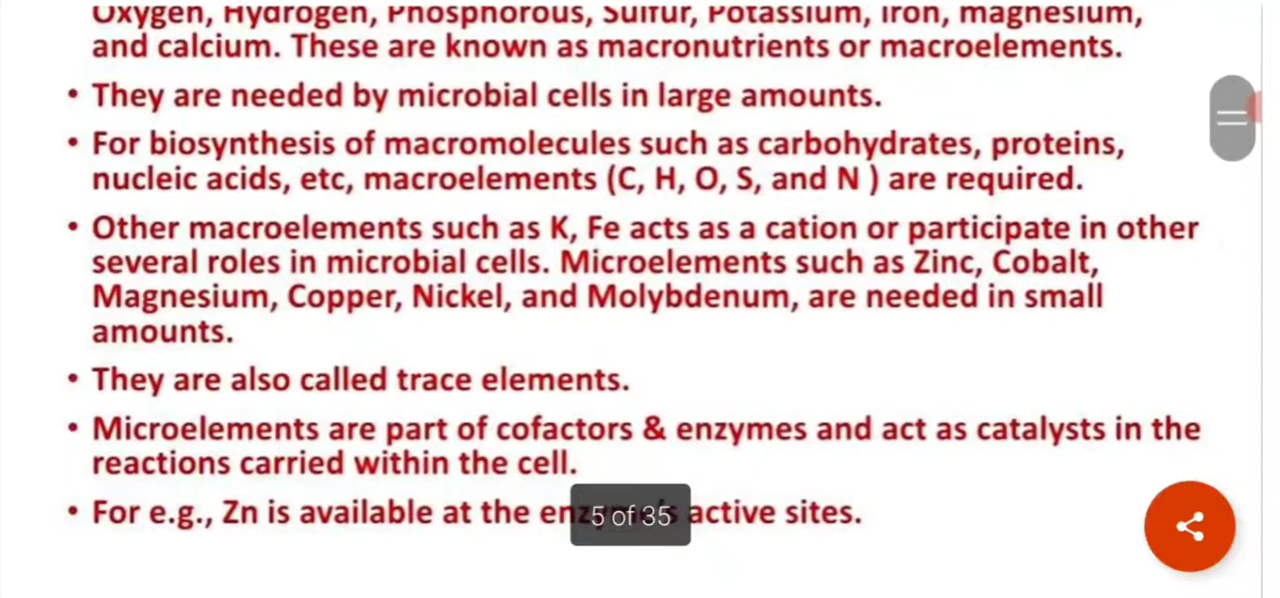 Oxygen, Hydrogen, Phosphorous, Sulfur, Potassium, Iron, magnesium,
and calcium. These are known as macronutrients or macroelements.
• They are needed by microbial cells in large amounts.
• For biosynthesis of macromolecules such as carbohydrates, proteins,
nucleic acids, etc, macroelements (C, H, O, S, and N ) are required.
• Other macroelements such as K, Fe acts as a cation or participate in other
several roles in microbial cells. Microelements such as Zinc, Cobalt,
Magnesium, Copper, Nickel, and Molybdenum, are needed in small
amounts.
• They are also called trace elements.
• Microelements are part of cofactors & enzymes and act as catalysts in the
reactions carried within the cell.
• For e.g., Zn is available at the enzyme's active sites.
5 of 35